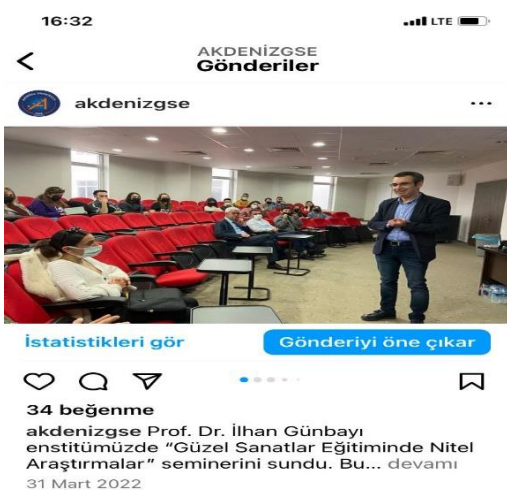 16:32
LTE
AKDENİZGSE
Gönderiler
akdenizgse
İstatistikleri gör
Gönderiyi öne çıkar
34 beğenme
akdenizgse Prof. Dr. İlhan Günbayı
enstitümüzde “Güzel Sanatlar Eğitiminde Nitel
Araştırmalar” seminerini sundu. Bu... devamı
31 Mart 2022